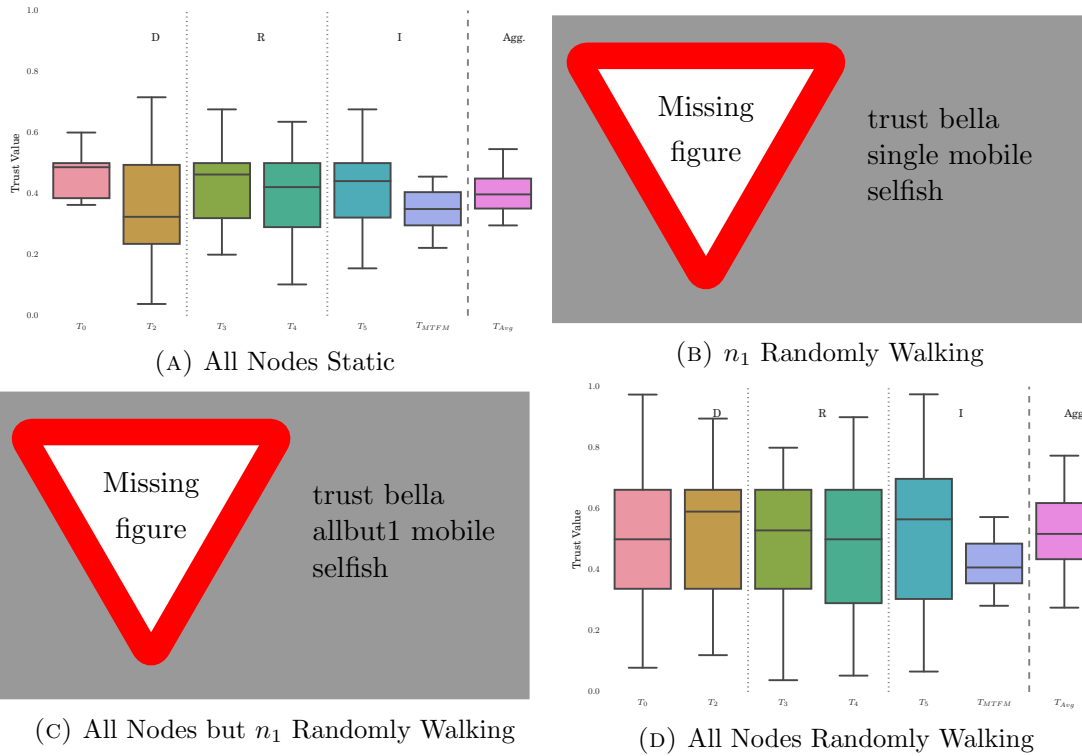 1.0
D R I Agg.
0.8
0.6
Trust Value
0.4
0.2
0.0
T0 T2 T3 T4 T5 TMTFM TAvg
(A) All Nodes Static
Missing
figure
trust bella
single mobile
selfish
(B) n1 Randomly Walking
Missing
figure
trust bella
allbut1 mobile
selfish
(C) All Nodes but n1 Randomly Walking
1.0
D R I Agg
0.8
0.6
Trust Value
0.4
0.2
0.0
T0 T2 T3 T4 T5 TMTFM TAvg
(D) All Nodes Randomly Walking